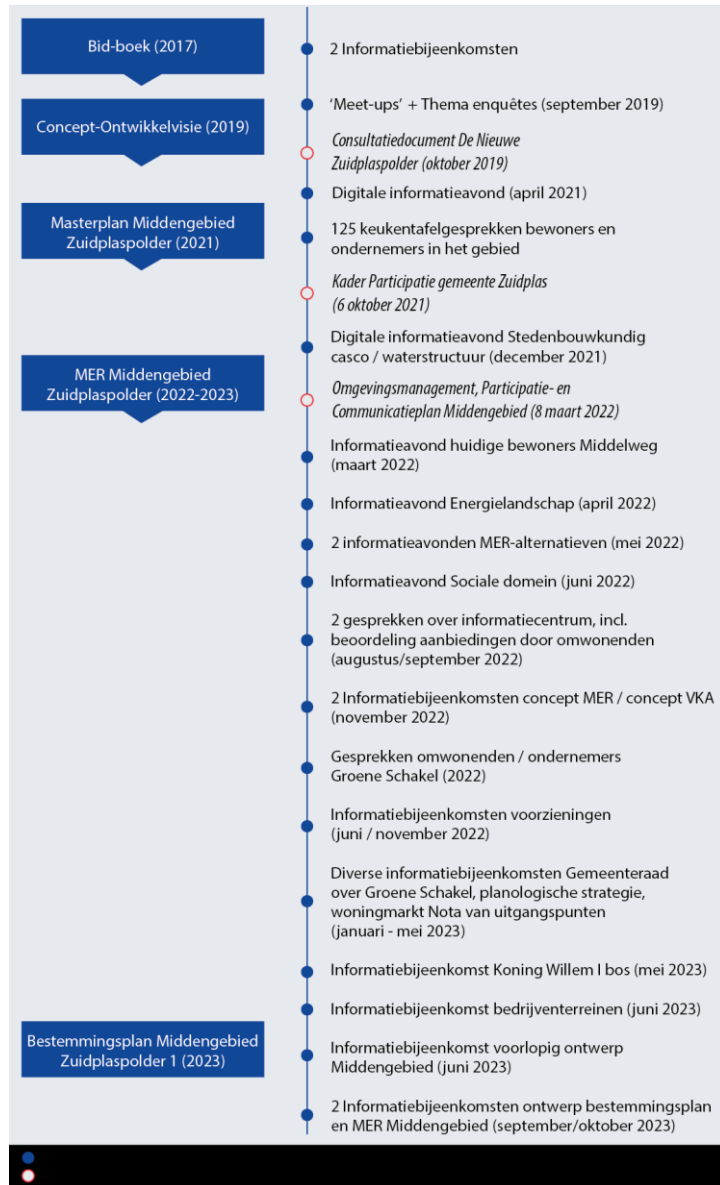 Bid-boek (2017)
2 Informatiebijeenkomsten
'Meet-ups' + Thema enquêtes (september 2019)
Concept-Ontwikkelvisie (2019)
Consultatiedocument De Nieuwe
Zuidplaspolder (oktober 2019)
Digitale informatieavond (april 2021)
Masterplan Middengebied
Zuidplaspolder (2021)
125 keukentafelgesprekken bewoners en
ondernemers in het gebied
Kader Participatie gemeente Zuidplas
(6 oktober 2021)
Digitale informatieavond Stedenbouwkundig
casco / waterstructuur (december 2021)
MER Middengebied
Zuidplaspolder (2022-2023)
Omgevingsmanagement, Participatie- en
Communicatieplan Middengebied (8 maart 2022)
Informatieavond huidige bewoners Middelweg
(maart 2022)
Informatieavond Energielandschap (april 2022)
2 informatieavonden MER-alternatieven (mei 2022)
Informatieavond Sociale domein (juni 2022)
2 gesprekken over informatiecentrum, incl.
beoordeling aanbiedingen door omwonenden
(augustus/september 2022)
2 Informatiebijeenkomsten concept MER / concept VKA
(november 2022)
Gesprekken omwonenden / ondernemers
Groene Schakel (2022)
Informatiebijeenkomsten voorzieningen
(juni / november 2022)
Diverse informatiebijeenkomsten Gemeenteraad
over Groene Schakel, planologische strategie,
woningmarkt Nota van uitgangspunten
(januari - mei 2023)
Informatiebijeenkomst Koning Willem I bos (mei 2023)
Informatiebijeenkomst bedrijventerreinen (juni 2023)
Bestemmingsplan Middengebied
Zuidplaspolder 1 (2023)
Informatiebijeenkomst voorlopig ontwerp
Middengebied (juni 2023)
2 Informatiebijeenkomsten ontwerp bestemmingsplan
en MER Middengebied (september/oktober 2023)